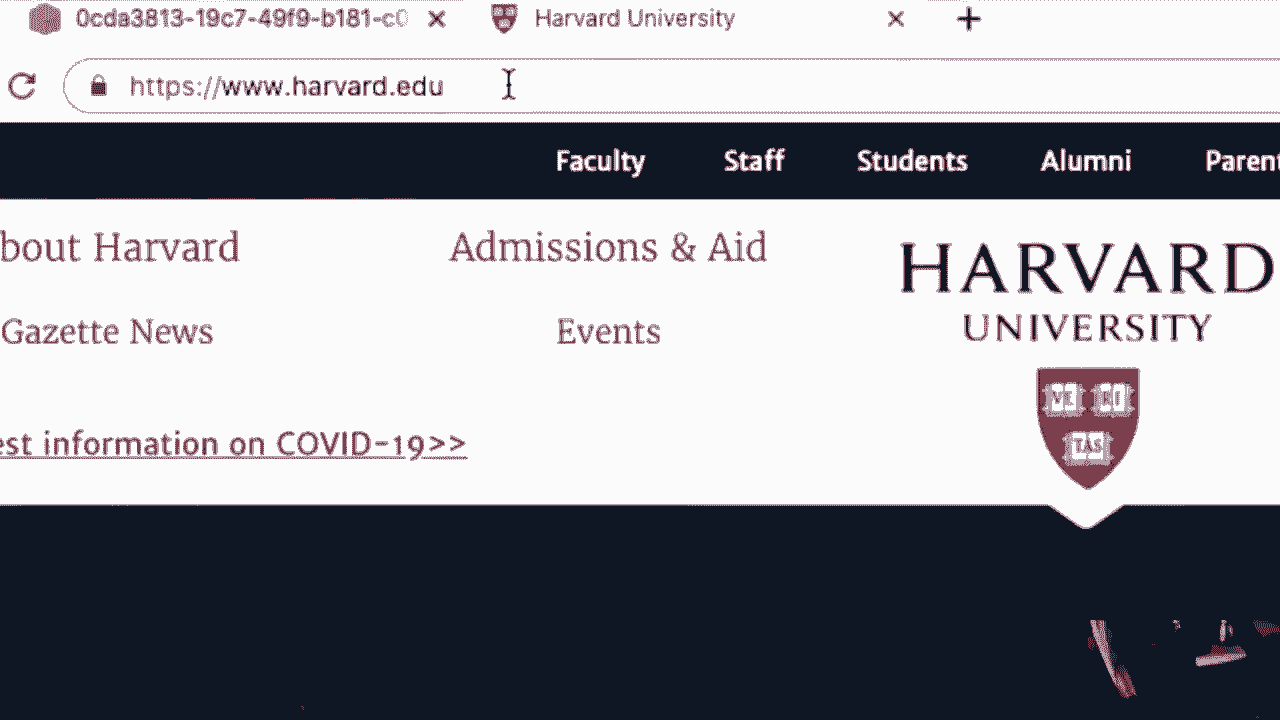 0cda3813-19c7-49f9-b181-c0 Harvard University
https://www.harvard.edu
Faculty Staff Students Alumni Parent
bout Harvard Admissions & Aid
HARVARD
UNIVERSITY
Gazette News Events
VE RI
TAS
est information on COVID-19>>